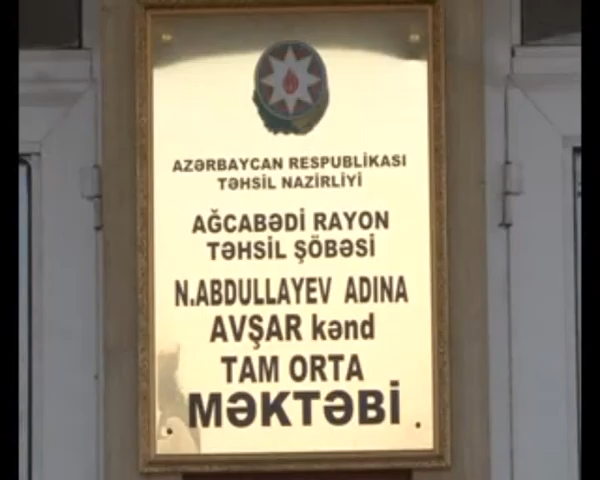 AZƏRBAYCAN RESPUBLİKASI
TƏHSİL NAZİRLİYİ
AĞCABƏDİ RAYON
TƏHSİL ŞÖBƏSİ
N.ABDULLAYEV ADINA
AVŞAR kənd
TAM ORTA
MƏKTƏBİ